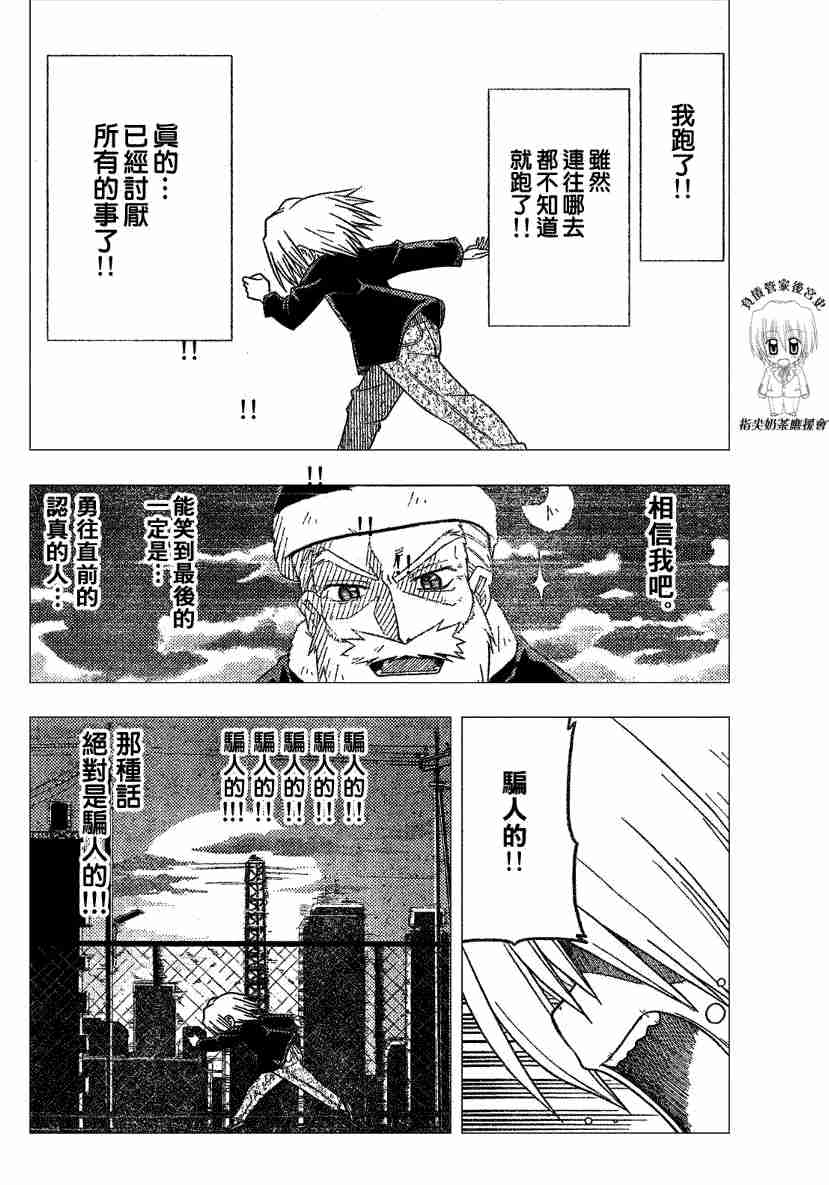 我跑了!!
雖然
連往哪去
都不知道
就跑了!!
眞的…
已經討厭
所有的事了!!
!!
!!
!!
!!
!!
相信我吧。
能笑到最後的
一定是…
勇往直前的
認真的人…
騙人的!!
騙人的!!
騙人的!!
騙人的!!
騙人的!!
騙人的!!!
那種話
絕對是騙人的!!!
負債管家後宮史
指尖奶茶應援會